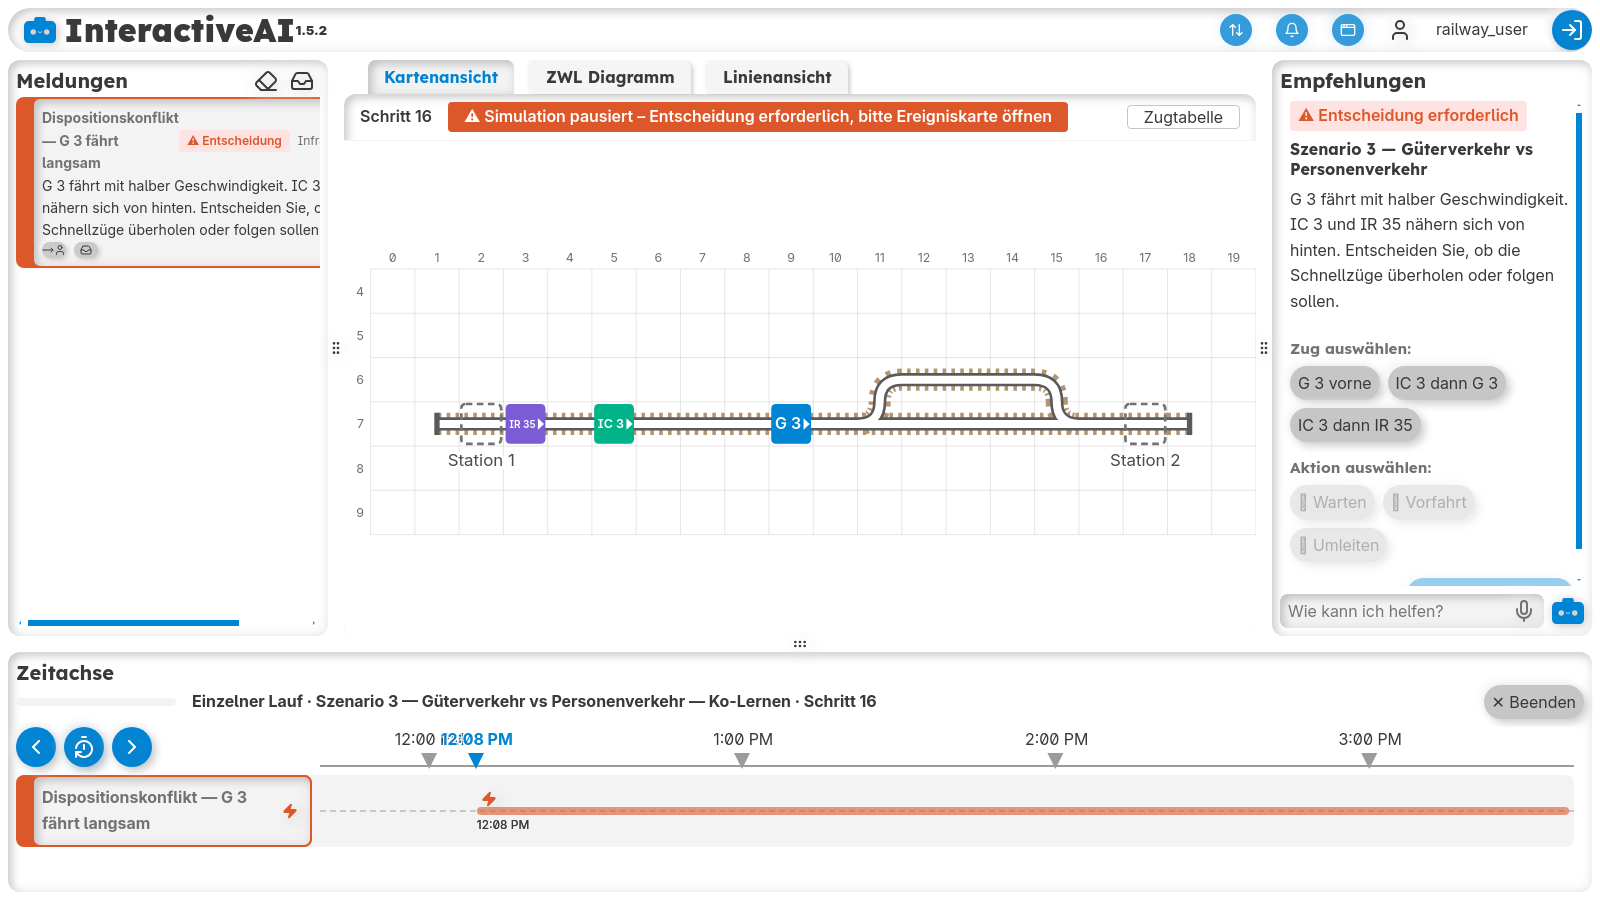 InteractiveAI 1.5.2
railway_user
Meldungen
Dispositionskonflikt
— G 3 fährt
langsam
⚠ Entscheidung
Infr
G 3 fährt mit halber Geschwindigkeit. IC 3
nähern sich von hinten. Entscheiden Sie, o
Schnellzüge überholen oder folgen sollen
Kartenansicht
ZWL Diagramm
Linienansicht
Schritt 16
⚠ Simulation pausiert – Entscheidung erforderlich, bitte Ereigniskarte öffnen
Zugtabelle
0 1 2 3 4 5 6 7 8 9 10 11 12 13 14 15 16 17 18 19
4
5
6
7
8
9
IR 35
IC 3
G 3
Station 1
Station 2
Empfehlungen
⚠ Entscheidung erforderlich
Szenario 3 — Güterverkehr vs
Personenverkehr
G 3 fährt mit halber Geschwindigkeit.
IC 3 und IR 35 nähern sich von
hinten. Entscheiden Sie, ob die
Schnellzüge überholen oder folgen
sollen.
Zug auswählen:
G 3 vorne
IC 3 dann G 3
IC 3 dann IR 35
Aktion auswählen:
Warten
Vorfahrt
Umleiten
Wie kann ich helfen?
Zeitachse
Einzelner Lauf · Szenario 3 — Güterverkehr vs Personenverkehr — Ko-Lernen · Schritt 16
✕ Beenden
12:00
12:08 PM
1:00 PM
2:00 PM
3:00 PM
Dispositionskonflikt — G 3
fährt langsam
12:08 PM